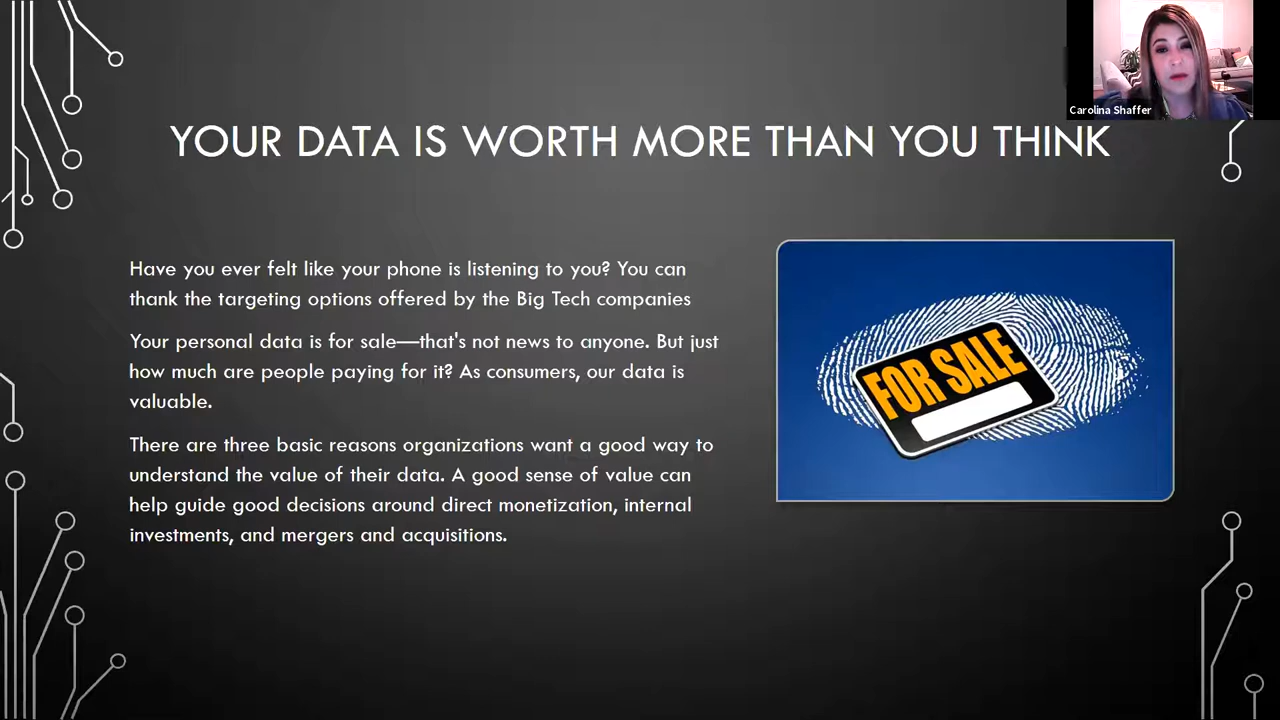 Carolina Shaffer
YOUR DATA IS WORTH MORE THAN YOU THINK
Have you ever felt like your phone is listening to you? You can
thank the targeting options offered by the Big Tech companies
Your personal data is for sale—that's not news to anyone. But just
how much are people paying for it? As consumers, our data is
valuable.
There are three basic reasons organizations want a good way to
understand the value of their data. A good sense of value can
help guide good decisions around direct monetization, internal
investments, and mergers and acquisitions.
FOR SALE